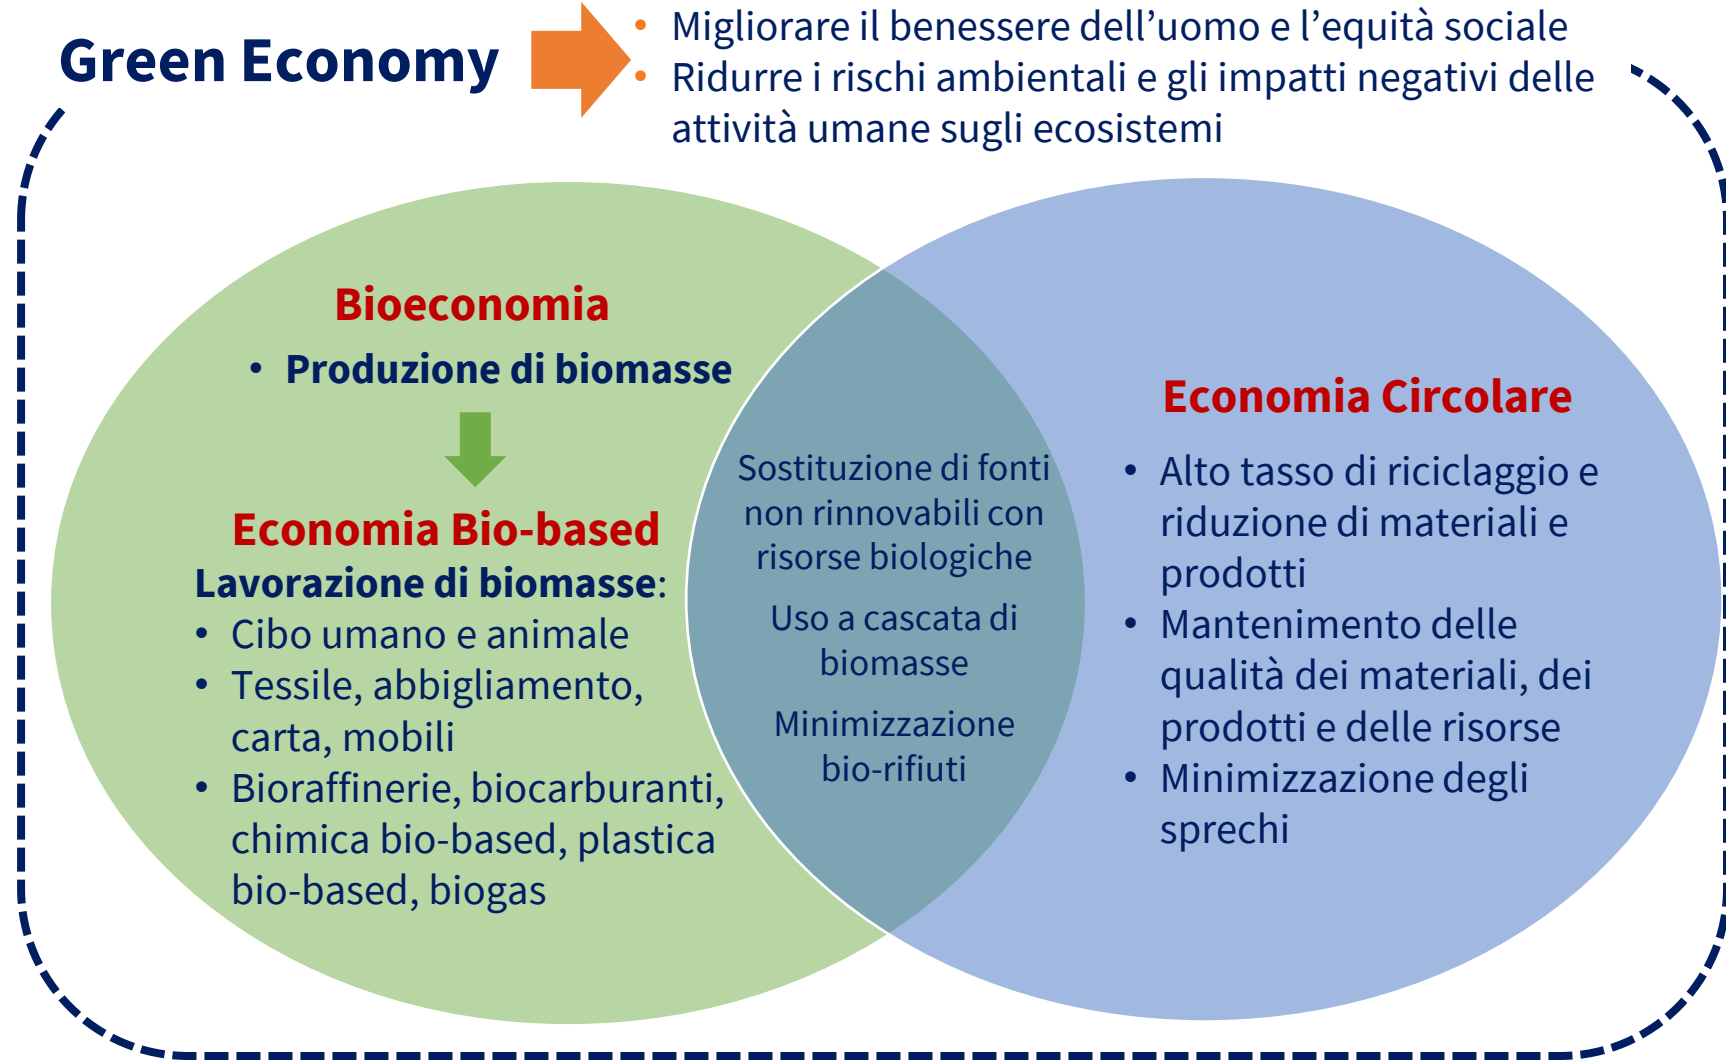 Green Economy
• Migliorare il benessere dell’uomo e l’equità sociale
• Ridurre i rischi ambientali e gli impatti negativi delle
attività umane sugli ecosistemi
Bioeconomia
• Produzione di biomasse
Economia Bio-based
Lavorazione di biomasse:
• Cibo umano e animale
• Tessile, abbigliamento,
carta, mobili
• Bioraffinerie, biocarburanti,
chimica bio-based, plastica
bio-based, biogas
Sostituzione di fonti
non rinnovabili con
risorse biologiche
Uso a cascata di
biomasse
Minimizzazione
bio-rifiuti
Economia Circolare
• Alto tasso di riciclaggio e
riduzione di materiali e
prodotti
• Mantenimento delle
qualità dei materiali, dei
prodotti e delle risorse
• Minimizzazione degli
sprechi